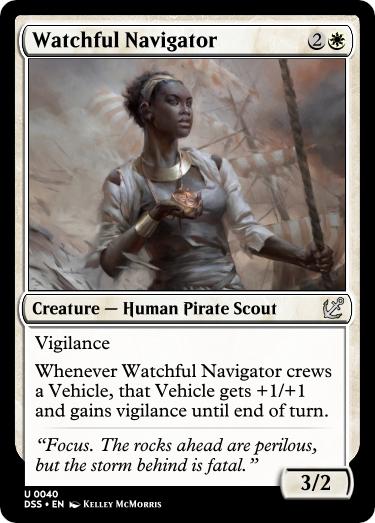 Watchful Navigator 2
Creature — Human Pirate Scout
Vigilance
Whenever Watchful Navigator crews
a Vehicle, that Vehicle gets +1/+1
and gains vigilance until end of turn.
“Focus. The rocks ahead are perilous,
but the storm behind is fatal.”
3/2
U 0040
DSS • EN Kelley McMorris